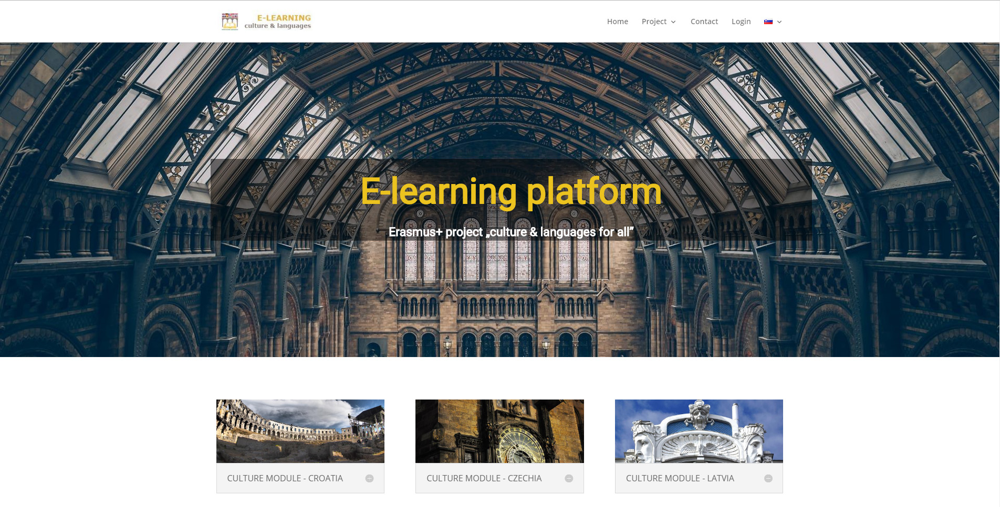 E-LEARNING
culture & languages
Home Project Contact Login
E-learning platform
Erasmus+ project „culture & languages for all”
CULTURE MODULE - CROATIA
CULTURE MODULE - CZECHIA
CULTURE MODULE - LATVIA